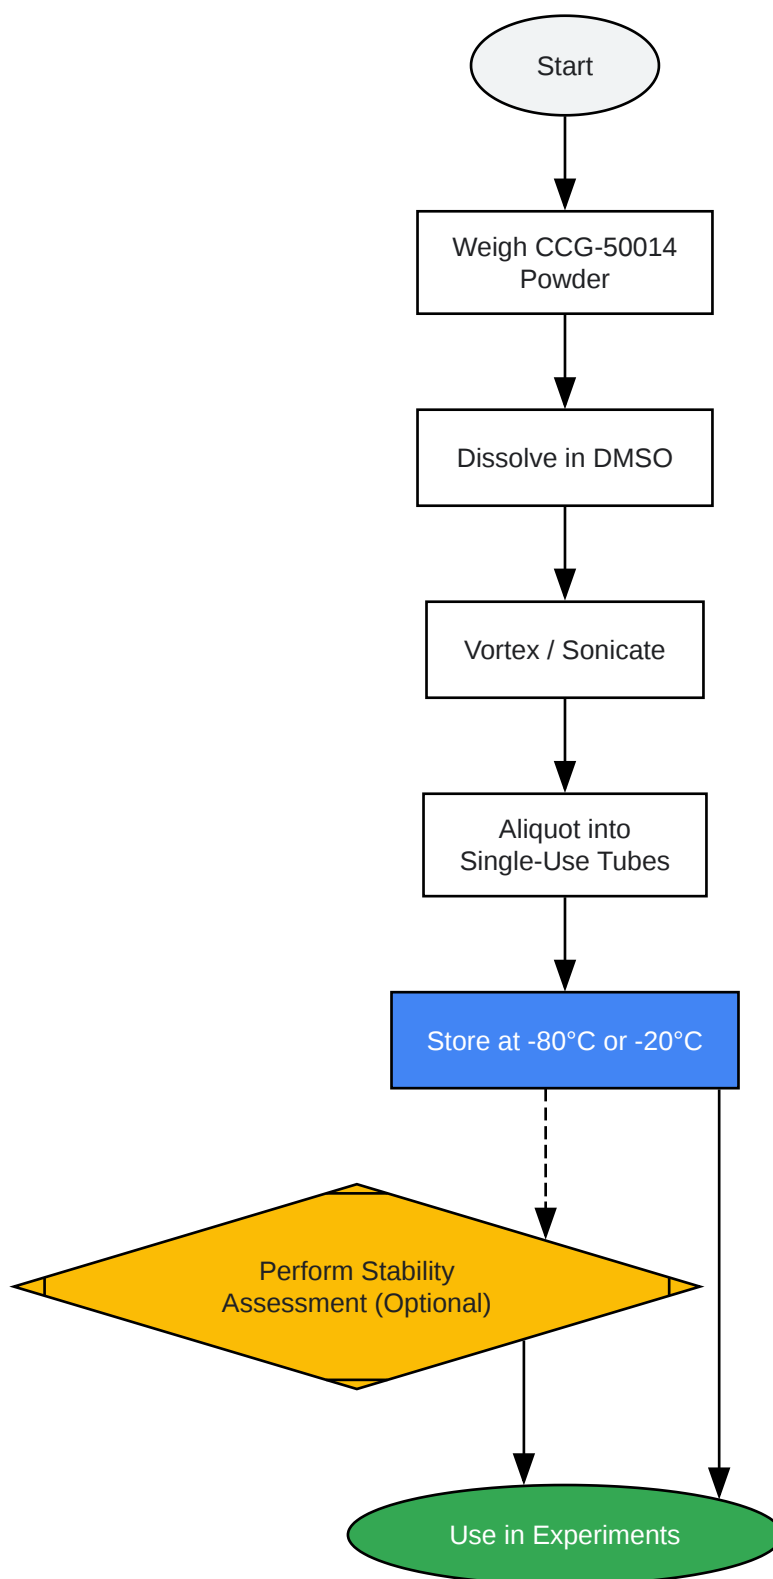 Start
Weigh CCG-50014
Powder
Dissolve in DMSO
Vortex / Sonicate
Aliquot into
Single-Use Tubes
Store at -80°C or -20°C
Perform Stability
Assessment (Optional)
Use in Experiments